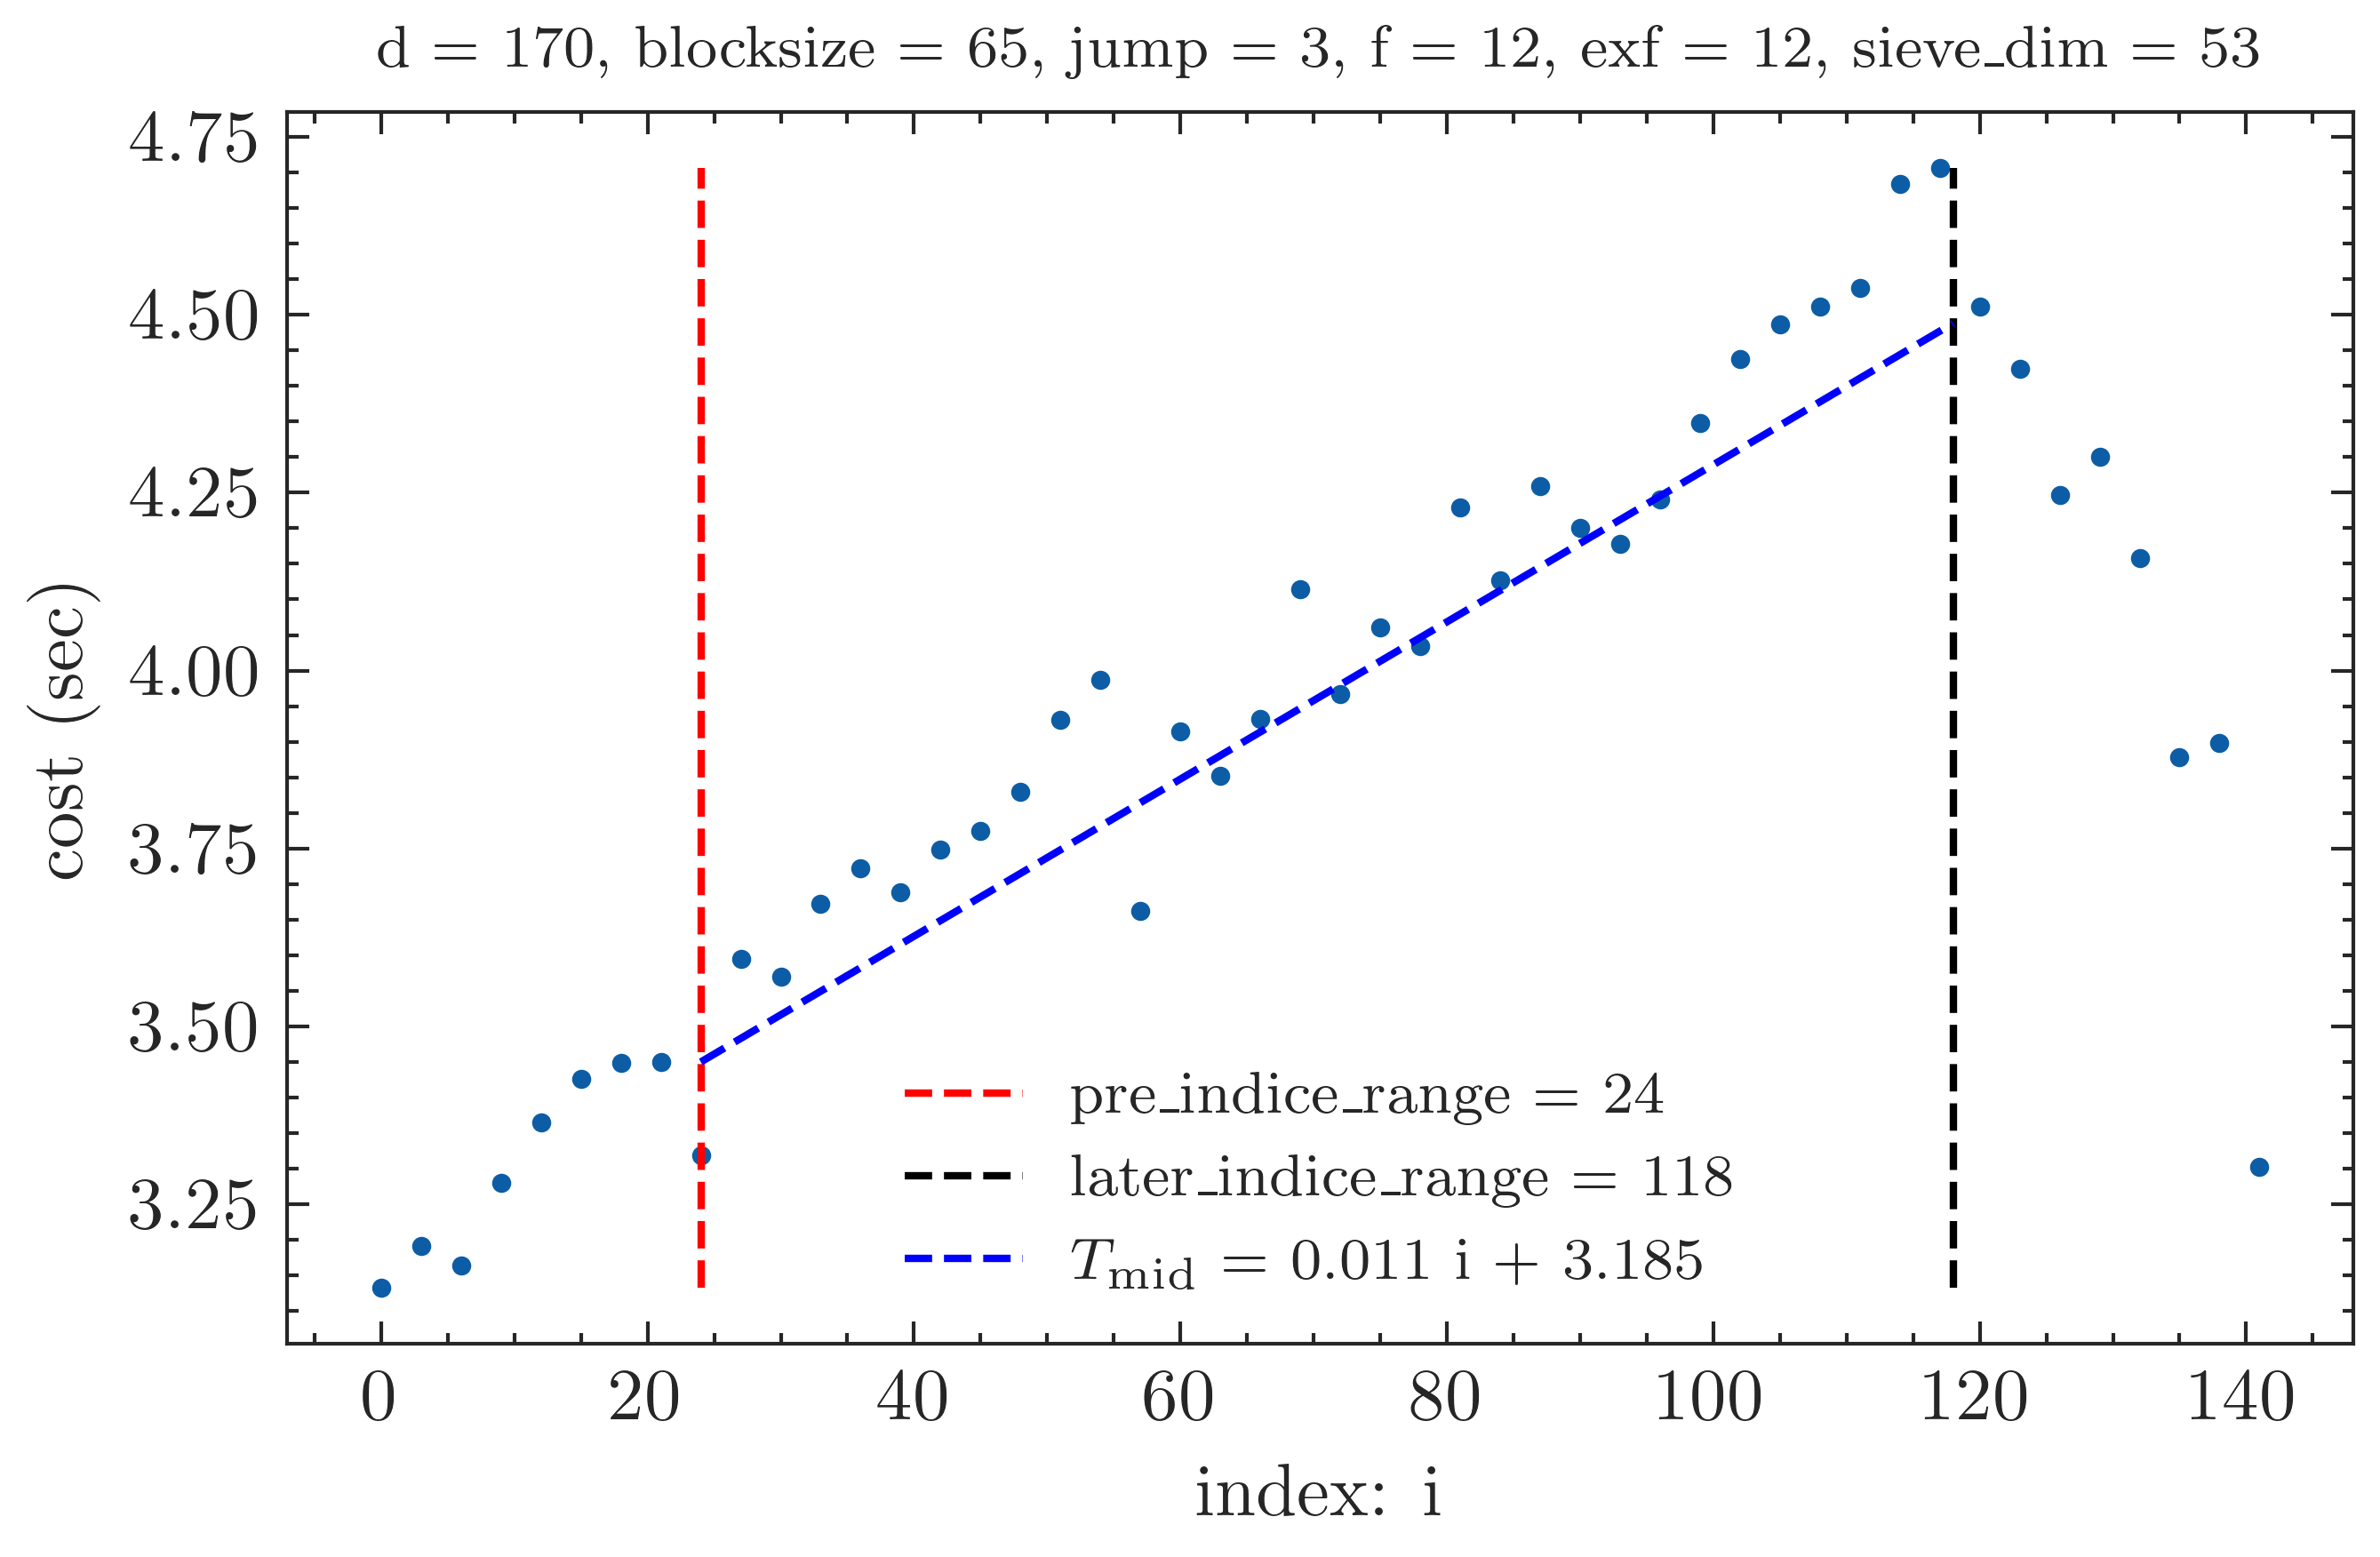 d = 170, blocksize = 65, jump = 3, f = 12, exf = 12, sieve_dim = 53
4.75
4.50
4.25
4.00
3.75
3.50
3.25
cost (sec)
pre_indice_range = 24
later_indice_range = 118
T_mid = 0.011 i + 3.185
0 20 40 60 80 100 120 140
index: i